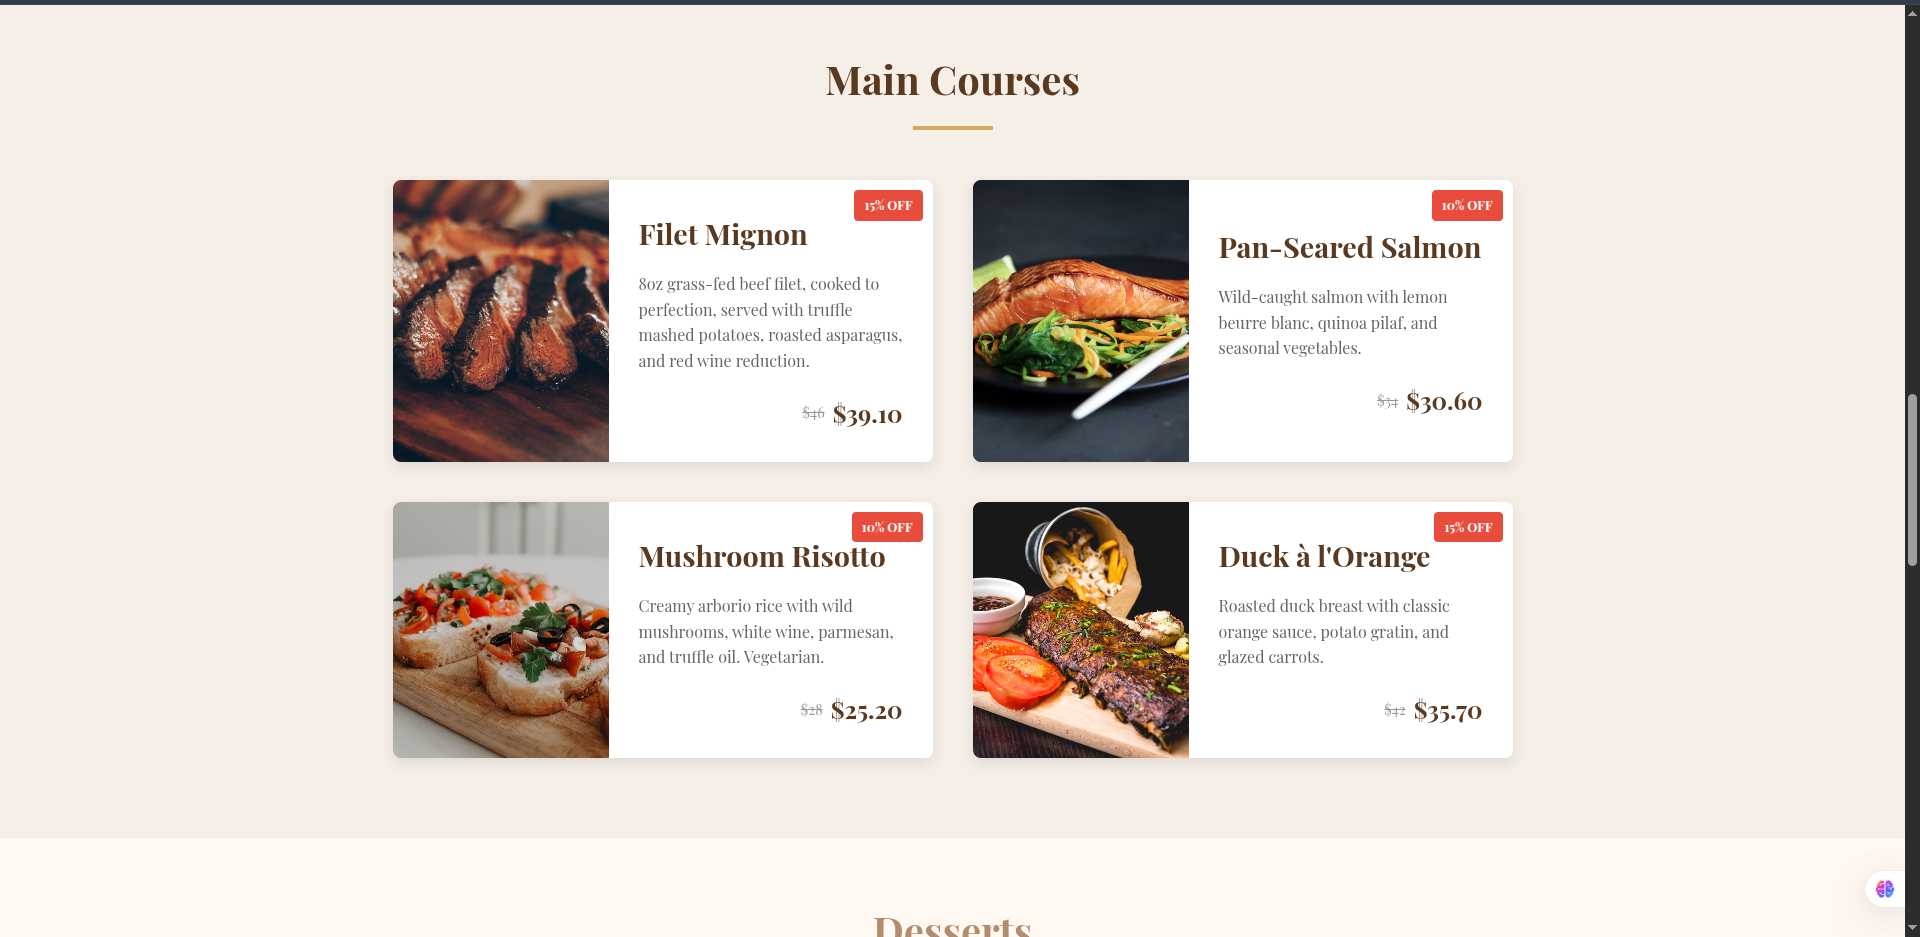 Main Courses
15% OFF
Filet Mignon
8oz grass-fed beef filet, cooked to
perfection, served with truffle
mashed potatoes, roasted asparagus,
and red wine reduction.
$46 $39.10
10% OFF
Pan-Seared Salmon
Wild-caught salmon with lemon
beurre blanc, quinoa pilaf, and
seasonal vegetables.
$34 $30.60
10% OFF
Mushroom Risotto
Creamy arborio rice with wild
mushrooms, white wine, parmesan,
and truffle oil. Vegetarian.
$28 $25.20
15% OFF
Duck à l'Orange
Roasted duck breast with classic
orange sauce, potato gratin, and
glazed carrots.
$42 $35.70
Desserts